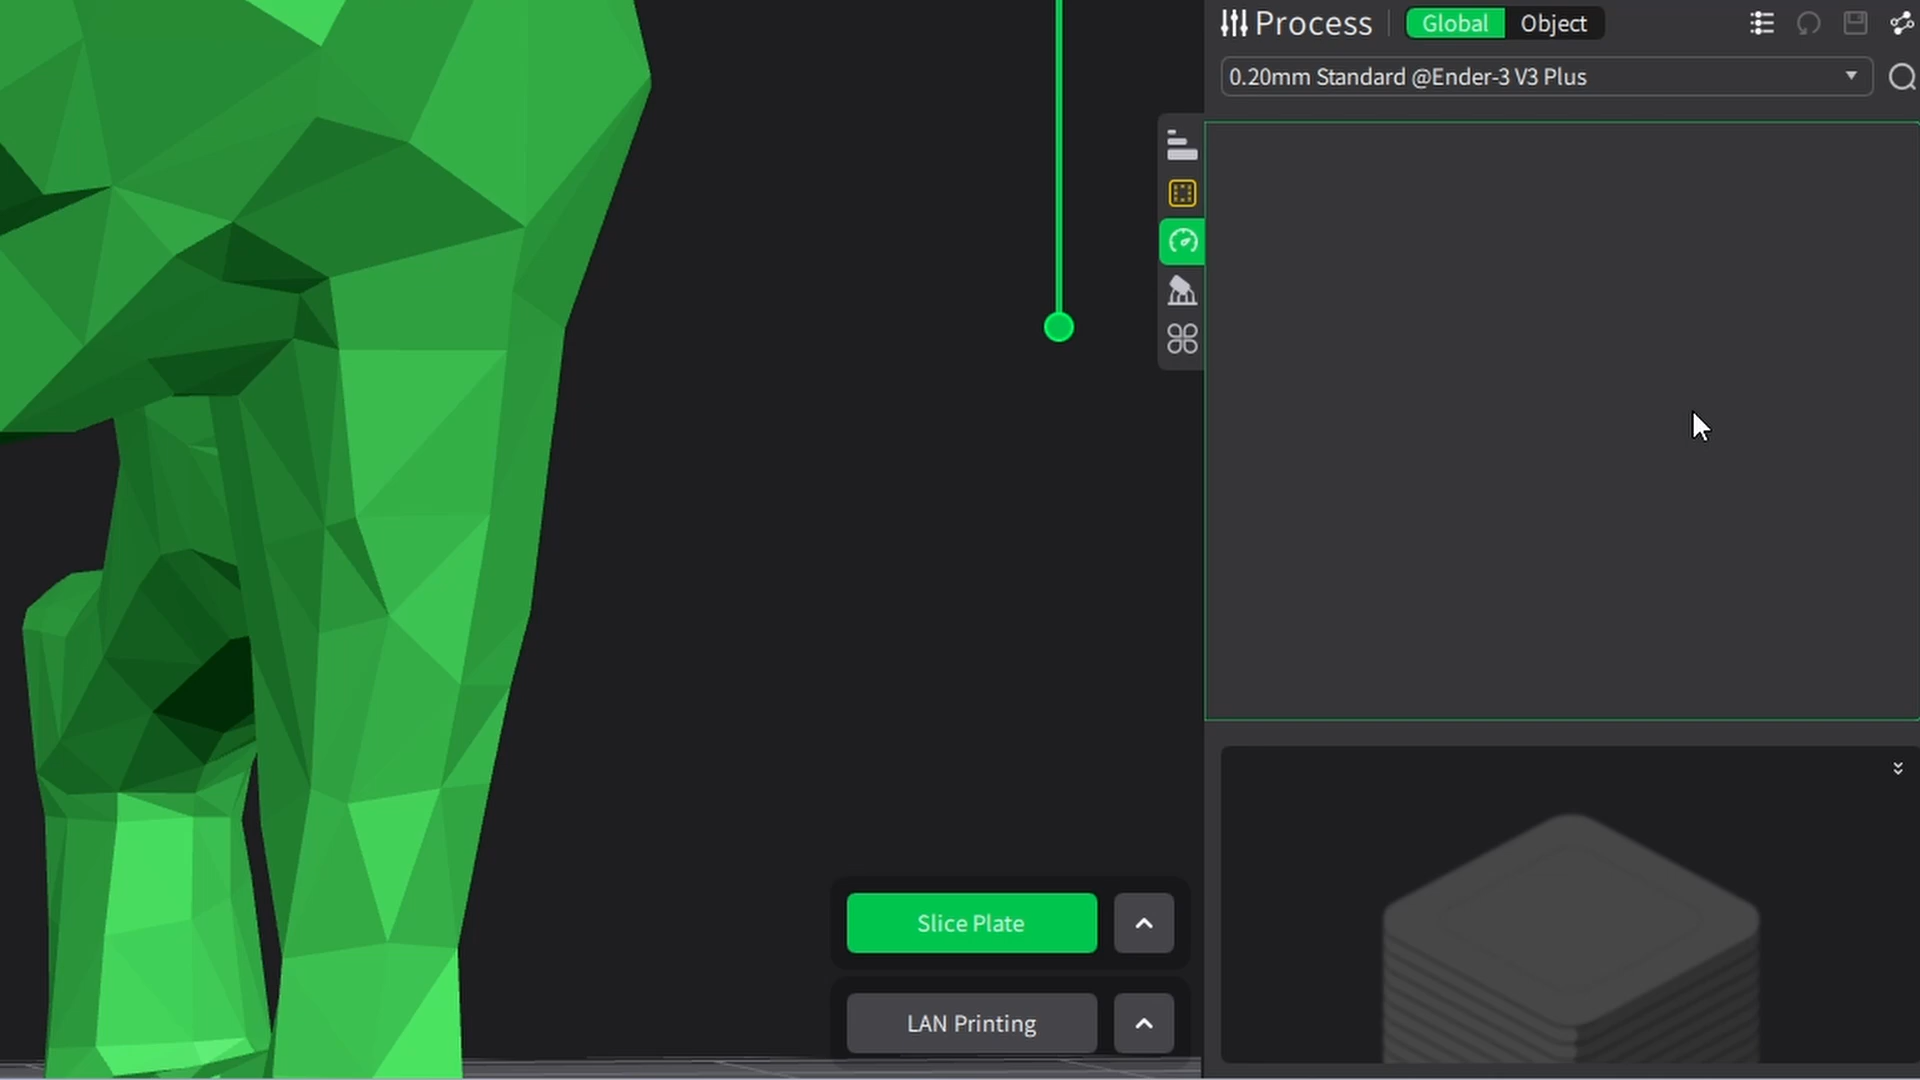 Process
Global
Object
0.20mm Standard @Ender-3 V3 Plus
Slice Plate
LAN Printing